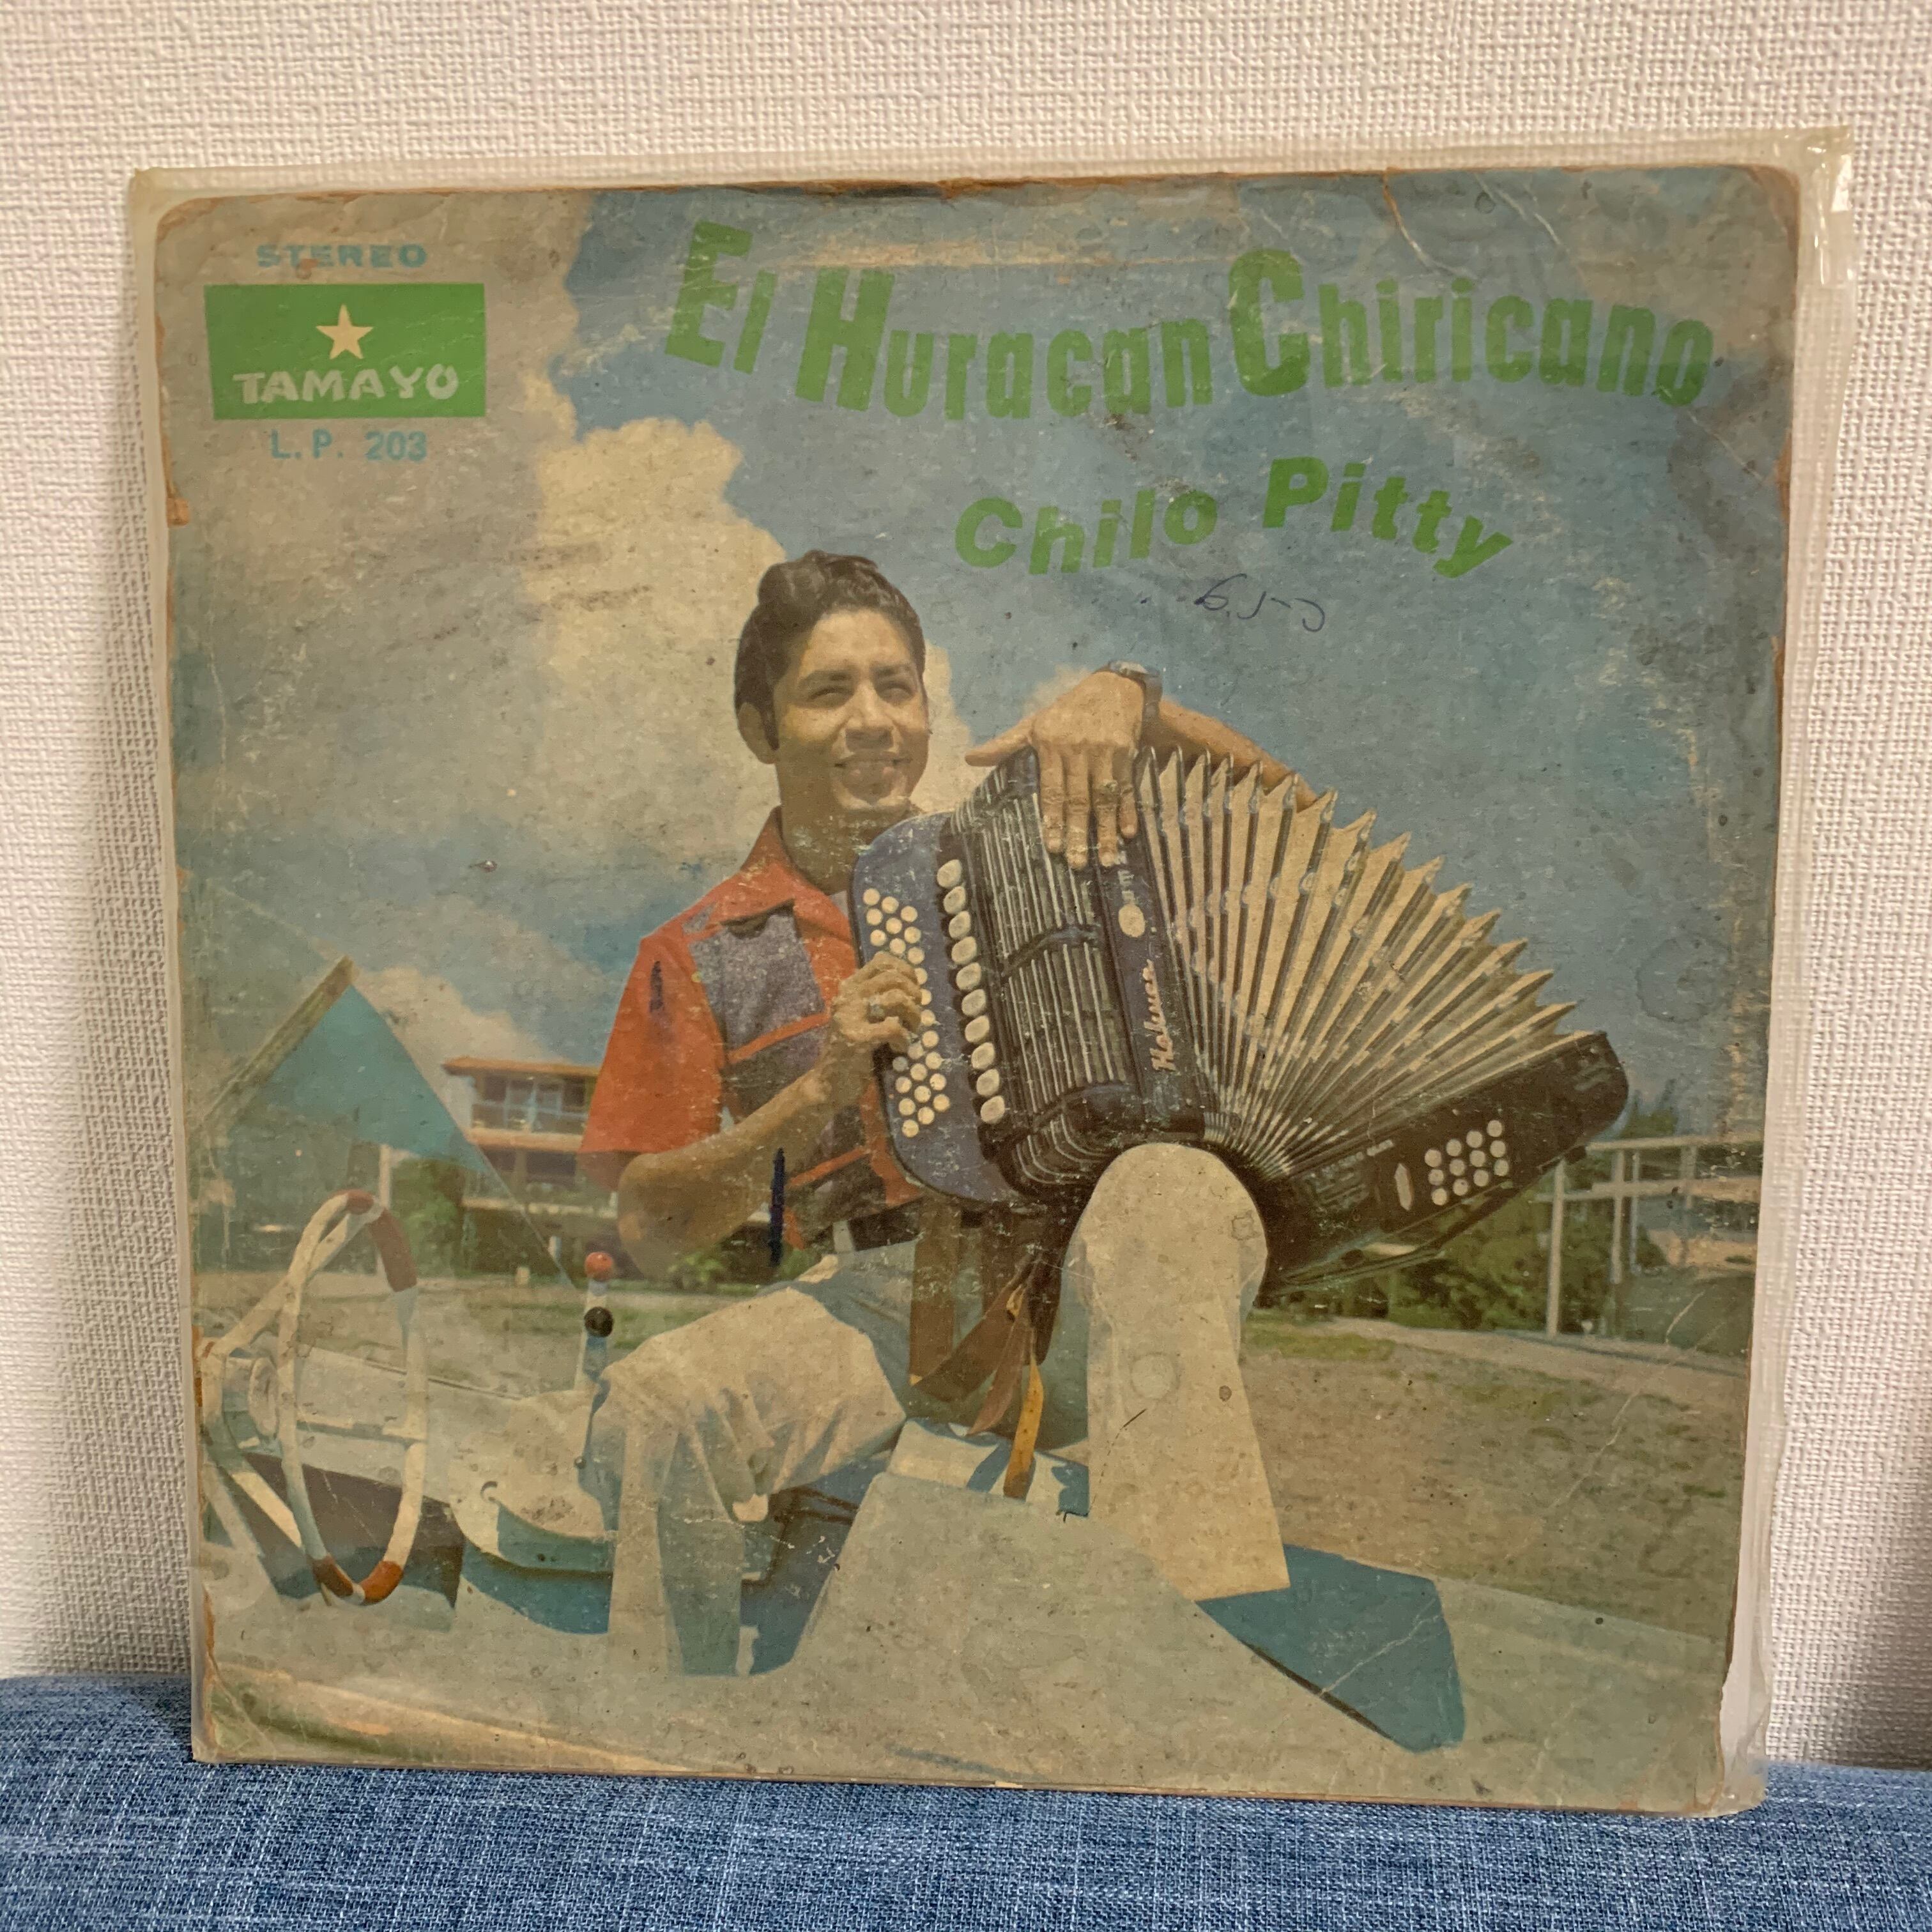 STEREO
TAMAYO
L.P. 203
El Huracan Chiricano
Chilo Pitty
Hohner